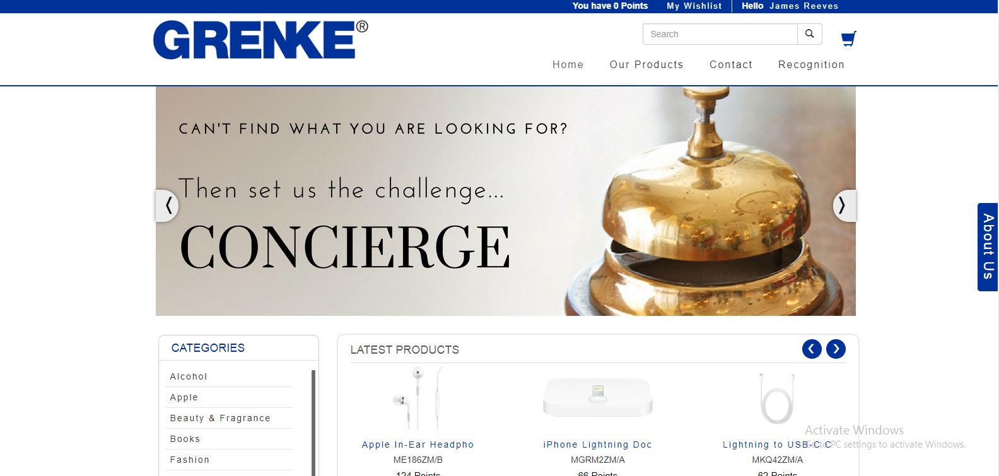 You have 0 Points
My Wishlist
Hello James Reeves
GRENKE®
Search
Home
Our Products
Contact
Recognition
CAN'T FIND WHAT YOU ARE LOOKING FOR?
Then set us the challenge...
CONCIERGE
About Us
CATEGORIES
Alcohol
Apple
Beauty & Fragrance
Books
Fashion
LATEST PRODUCTS
Apple In-Ear Headpho
ME186ZM/B
124 Points
iPhone Lightning Doc
MGRM2ZM/A
66 Points
Lightning to USB-C C
MKQ42ZM/A
62 Points
Activate Windows
Go to PC settings to activate Windows.